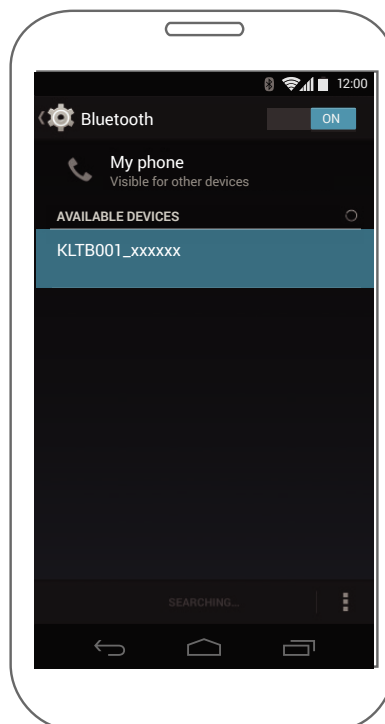 12:00
Bluetooth
ON
My phone
Visible for other devices
AVAILABLE DEVICES
KLTB001_xxxxxx
SEARCHING...